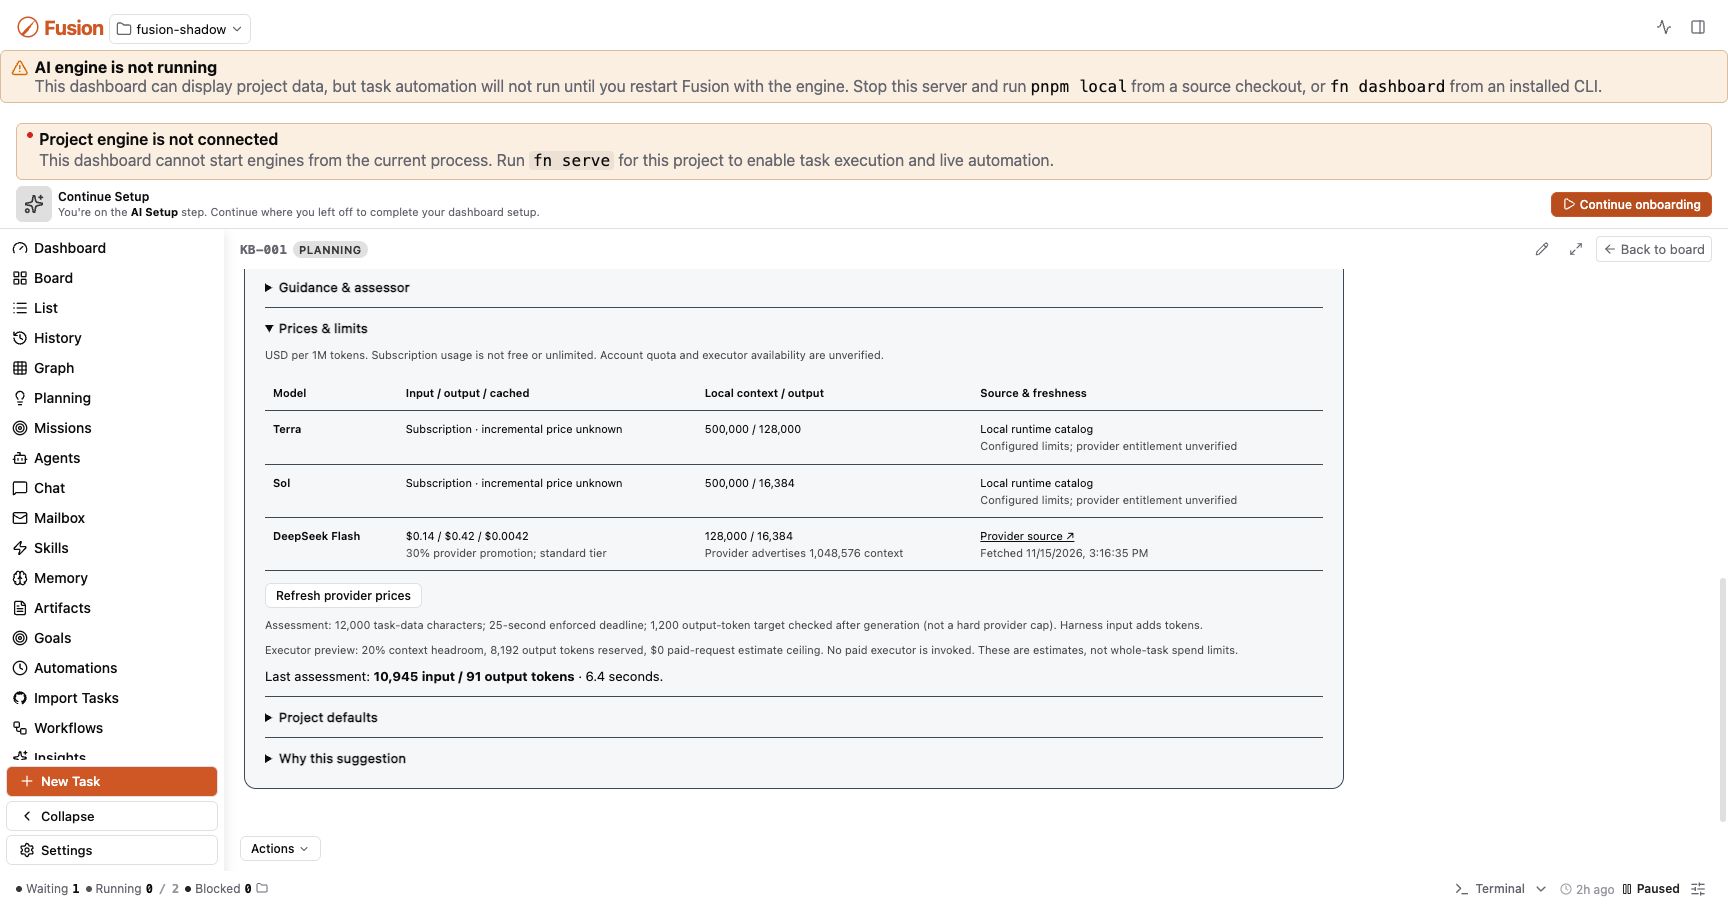 Fusion
fusion-shadow
AI engine is not running
This dashboard can display project data, but task automation will not run until you restart Fusion with the engine. Stop this server and run pnpm local from a source checkout, or fn dashboard from an installed CLI.
Project engine is not connected
This dashboard cannot start engines from the current process. Run fn serve for this project to enable task execution and live automation.
Continue Setup
You're on the AI Setup step. Continue where you left off to complete your dashboard setup.
Continue onboarding
Dashboard
Board
List
History
Graph
Planning
Missions
Agents
Chat
Mailbox
Skills
Memory
Artifacts
Goals
Automations
Import Tasks
Workflows
Insights
New Task
Collapse
Settings
KB-001 PLANNING
Back to board
Guidance & assessor
Prices & limits
USD per 1M tokens. Subscription usage is not free or unlimited. Account quota and executor availability are unverified.
Model Input / output / cached Local context / output Source & freshness
Terra Subscription · incremental price unknown 500,000 / 128,000 Local runtime catalog
Configured limits; provider entitlement unverified
Sol Subscription · incremental price unknown 500,000 / 16,384 Local runtime catalog
Configured limits; provider entitlement unverified
DeepSeek Flash $0.14 / $0.42 / $0.0042 128,000 / 16,384 Provider source ↗
30% provider promotion; standard tier Provider advertises 1,048,576 context Fetched 11/15/2026, 3:16:35 PM
Refresh provider prices
Assessment: 12,000 task-data characters; 25-second enforced deadline; 1,200 output-token target checked after generation (not a hard provider cap). Harness input adds tokens.
Executor preview: 20% context headroom, 8,192 output tokens reserved, $0 paid-request estimate ceiling. No paid executor is invoked. These are estimates, not whole-task spend limits.
Last assessment: 10,945 input / 91 output tokens · 6.4 seconds.
Project defaults
Why this suggestion
Actions
Waiting 1 Running 0 / 2 Blocked 0
Terminal 2h ago Paused